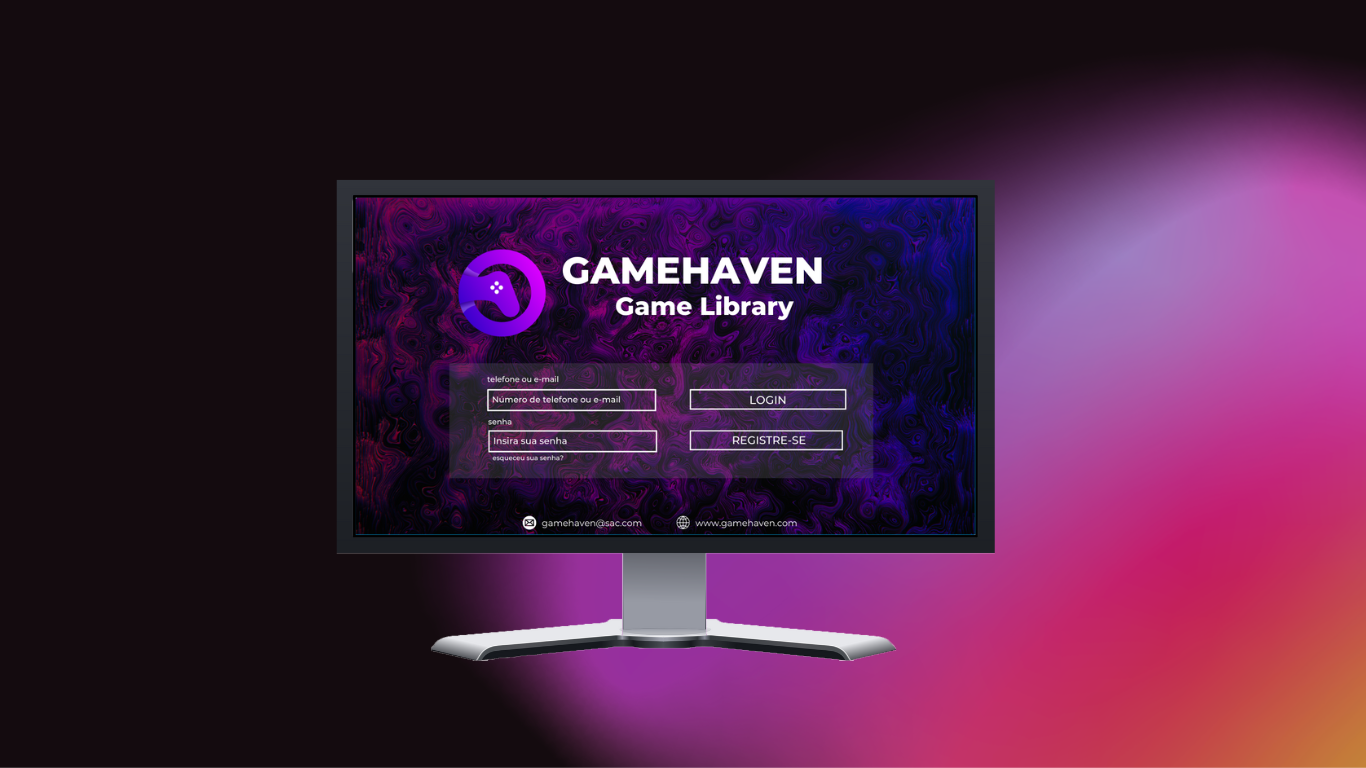 GAMEHAVEN
Game Library
telefone ou e-mail
Número de telefone ou e-mail
LOGIN
senha
Insira sua senha
REGISTRE-SE
esqueceu sua senha?
gamehaven@sac.com
www.gamehaven.com